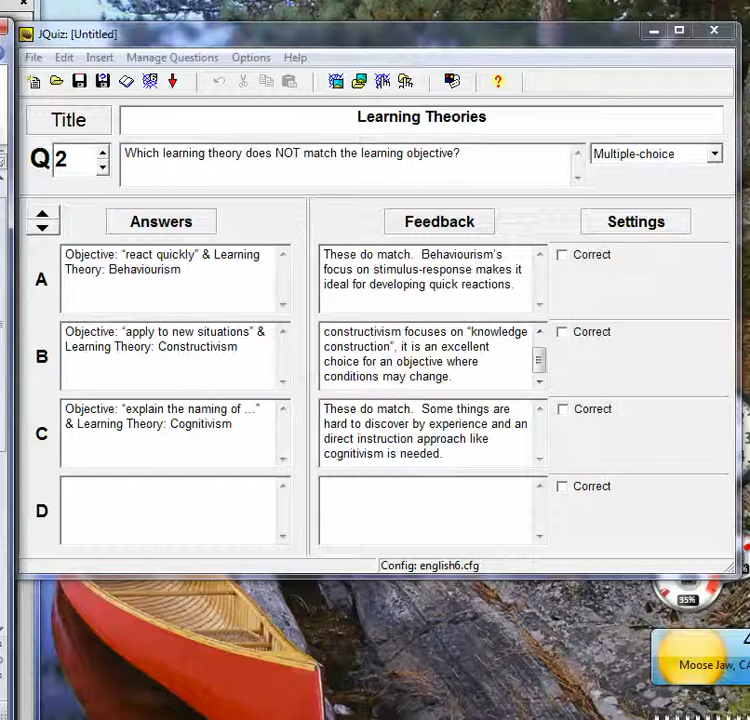 JQuiz: [Untitled]
File Edit Insert Manage Questions Options Help
?
Title
Learning Theories
Q 2
Which learning theory does NOT match the learning objective?
Multiple-choice
Answers
Feedback
Settings
A
Objective: “react quickly” & Learning
Theory: Behaviourism
These do match. Behaviourism’s
focus on stimulus-response makes it
ideal for developing quick reactions.
Correct
B
Objective: “apply to new situations” &
Learning Theory: Constructivism
constructivism focuses on “knowledge
construction”, it is an excellent
choice for an objective where
conditions may change.
Correct
C
Objective: “explain the naming of ...”
& Learning Theory: Cognitivism
These do match. Some things are
hard to discover by experience and an
direct instruction approach like
cognitivism is needed.
Correct
D
Correct
Config: english6.cfg
35%
Moose Jaw, CA